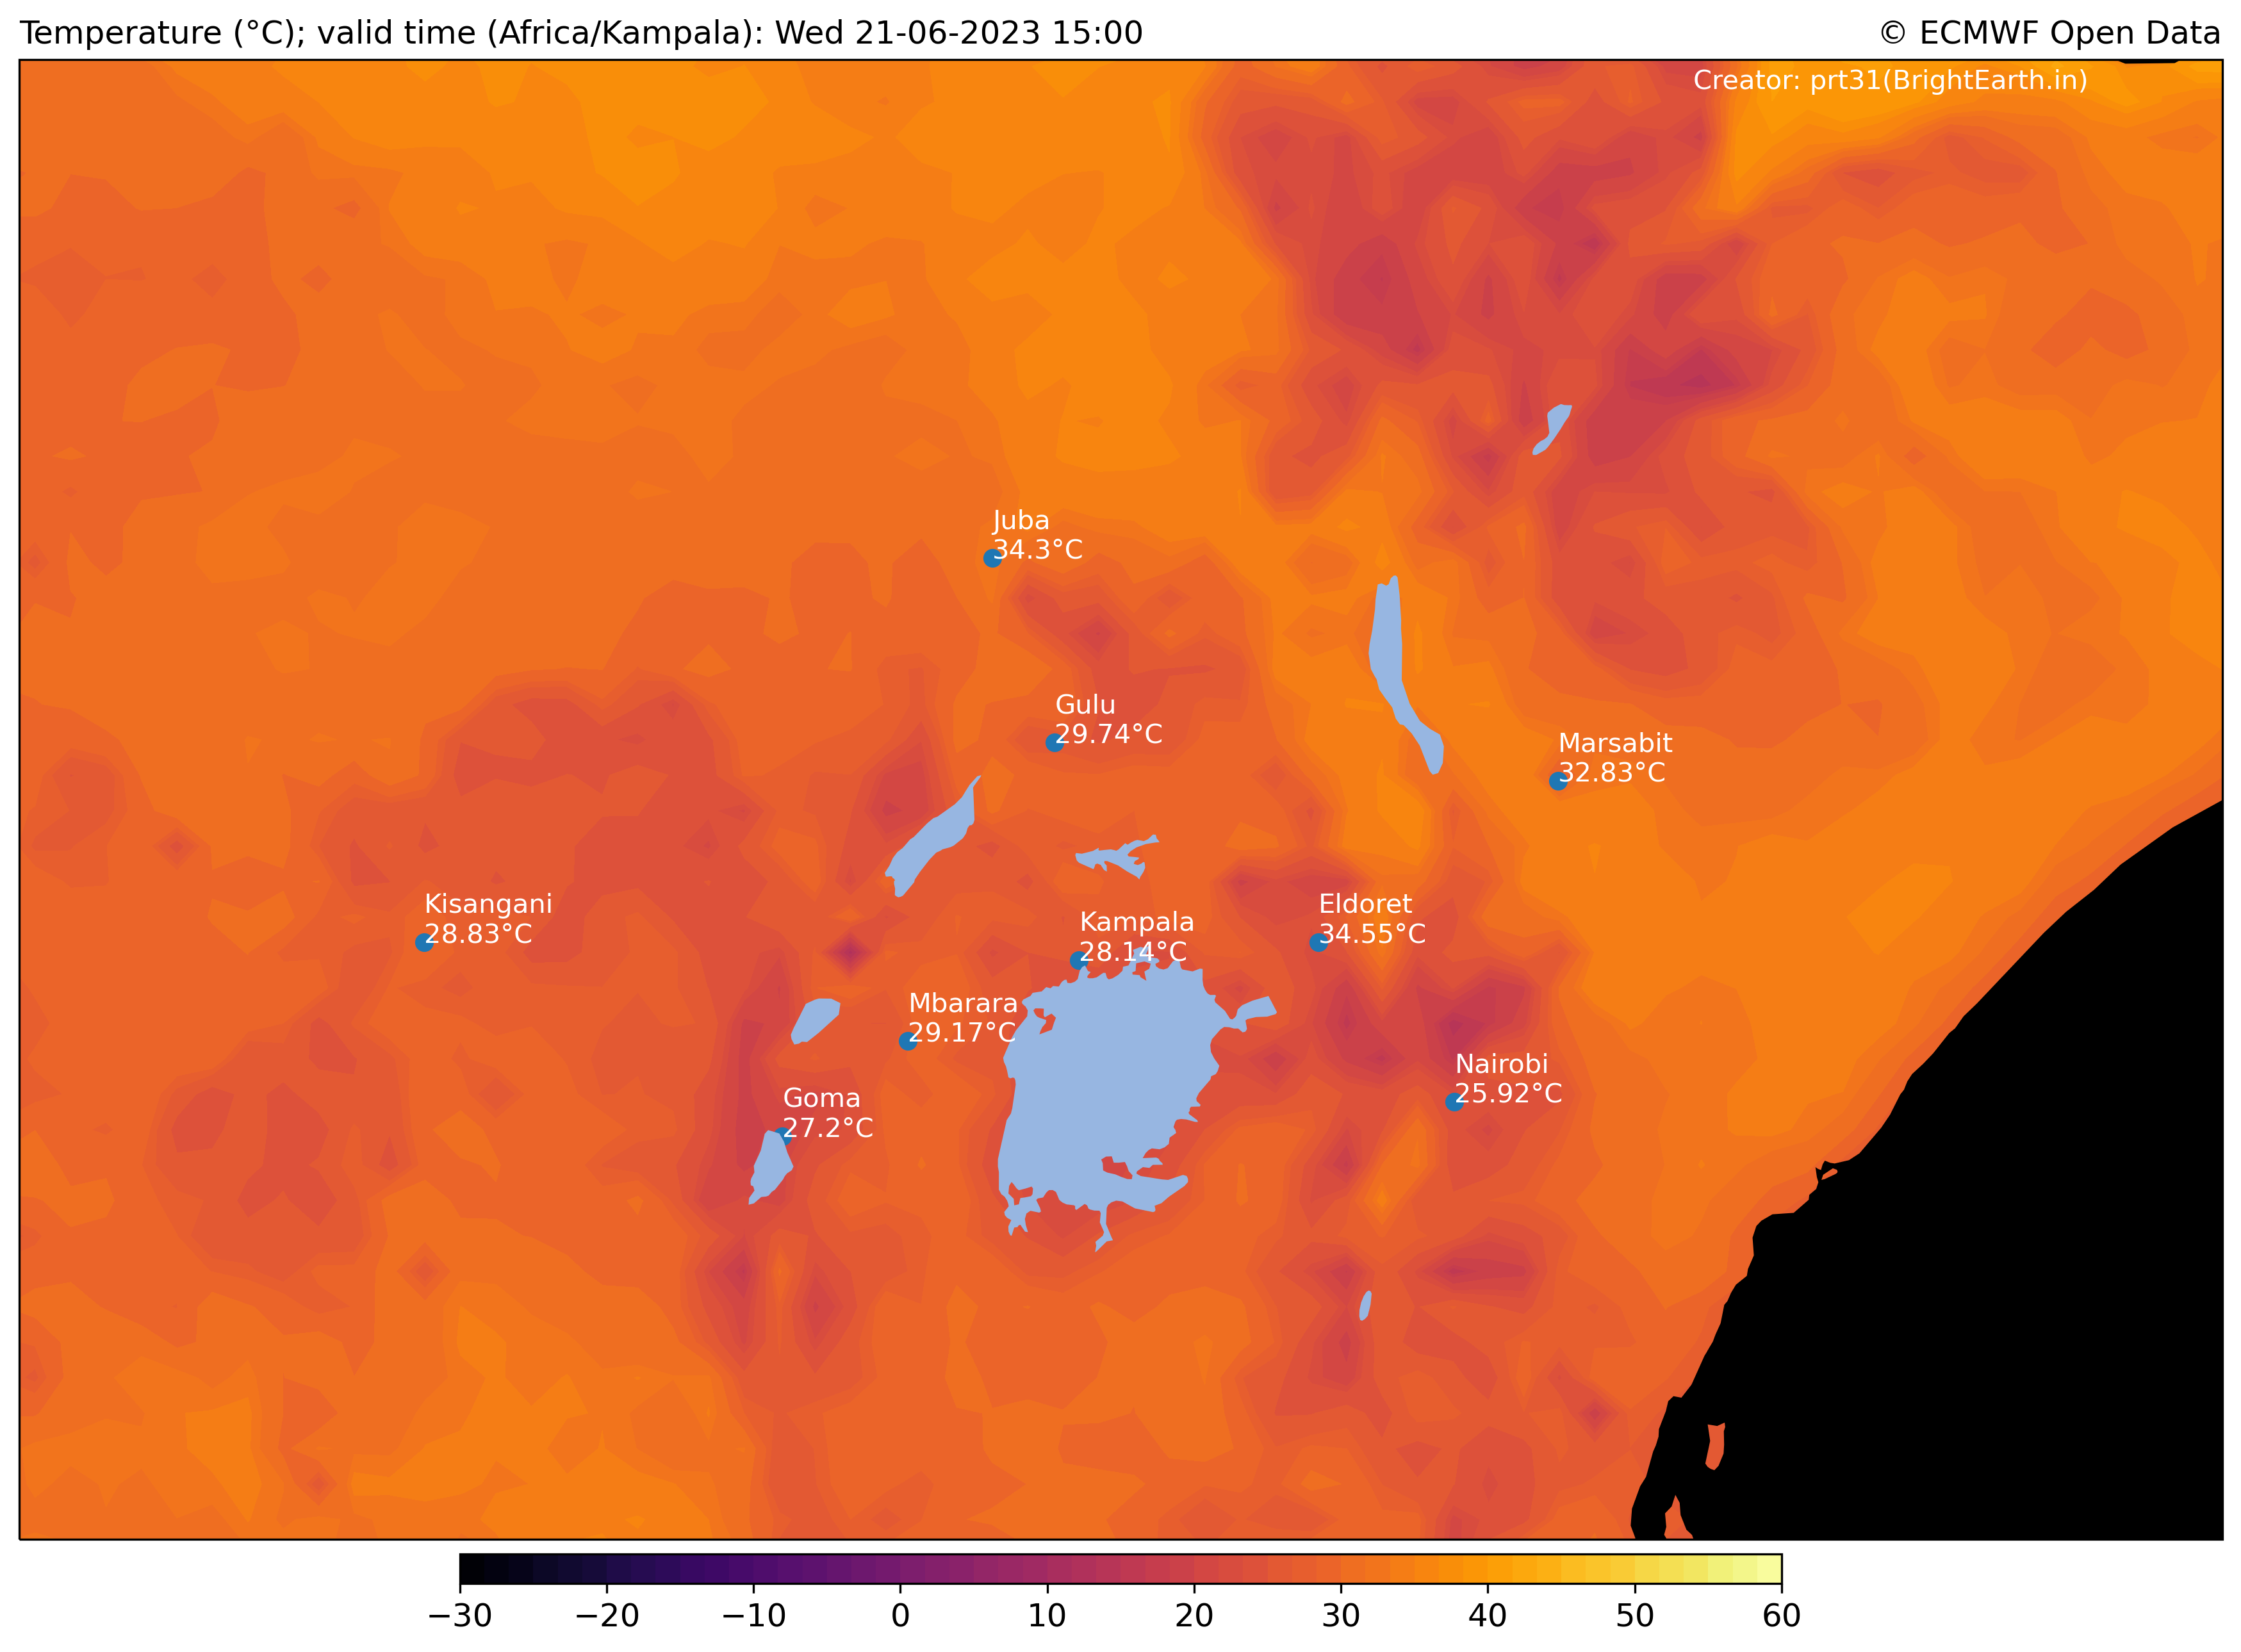 Temperature (°C); valid time (Africa/Kampala): Wed 21-06-2023 15:00
© ECMWF Open Data
Creator: prt31(BrightEarth.in)
Juba
34.3°C
Gulu
29.74°C
Marsabit
32.83°C
Kisangani
28.83°C
Eldoret
34.55°C
Kampala
28.14°C
Mbarara
29.17°C
Nairobi
25.92°C
Goma
27.2°C
−30 −20 −10 0 10 20 30 40 50 60